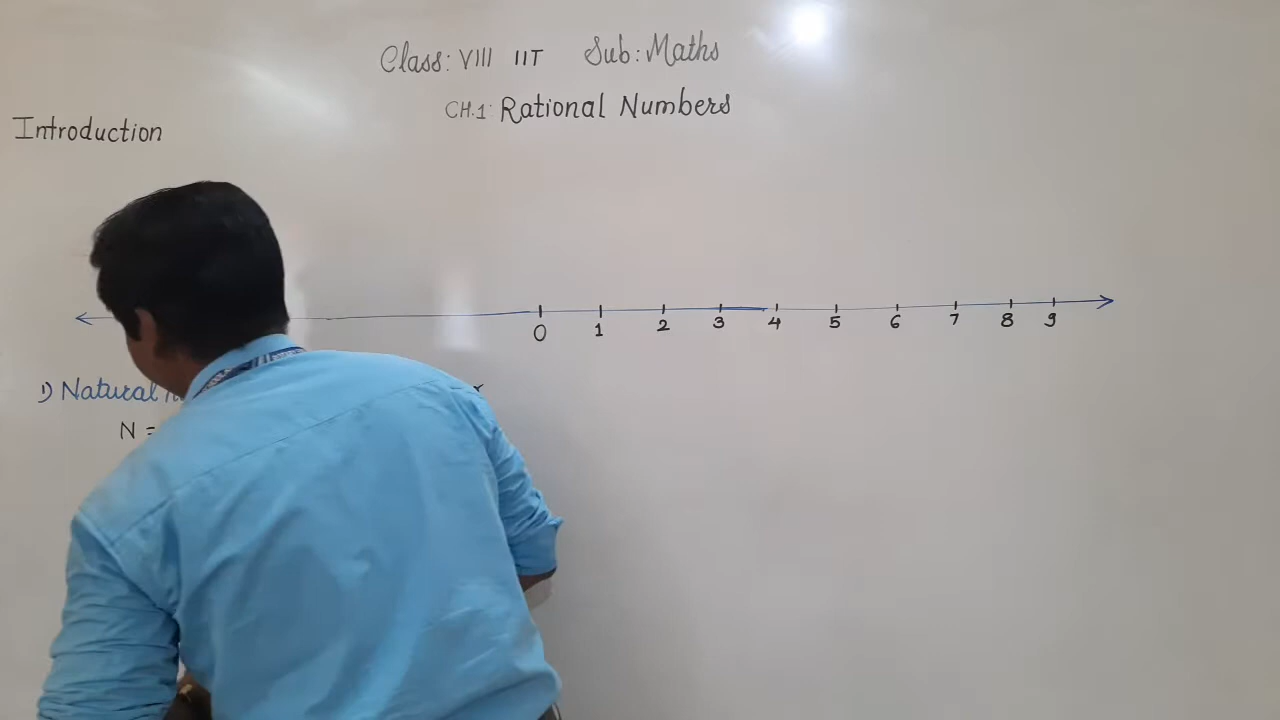 Class: VIII IIT Sub: Maths
CH.1: Rational Numbers
Introduction
0 1 2 3 4 5 6 7 8 9
1) Natural
N =